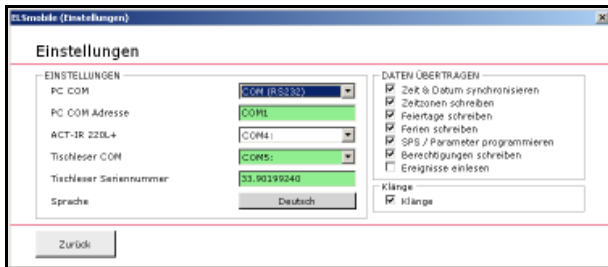 ELSmobile (Einstellungen)
Einstellungen
EINSTELLUNGEN
PC COM
COM (RS232)
PC COM Adresse
COM1
ACT-IR 220L+
COM4:
Tischleser COM
COM5:
Tischleser Seriennummer
33.90199240
Sprache
Deutsch
DATEN ÜBERTRAGEN
Zeit & Datum synchronisieren
Zeitzonen schreiben
Feiertage schreiben
Ferien schreiben
SPS / Parameter programmieren
Berechtigungen schreiben
Ereignisse einlesen
Klänge
Klänge
Zurück